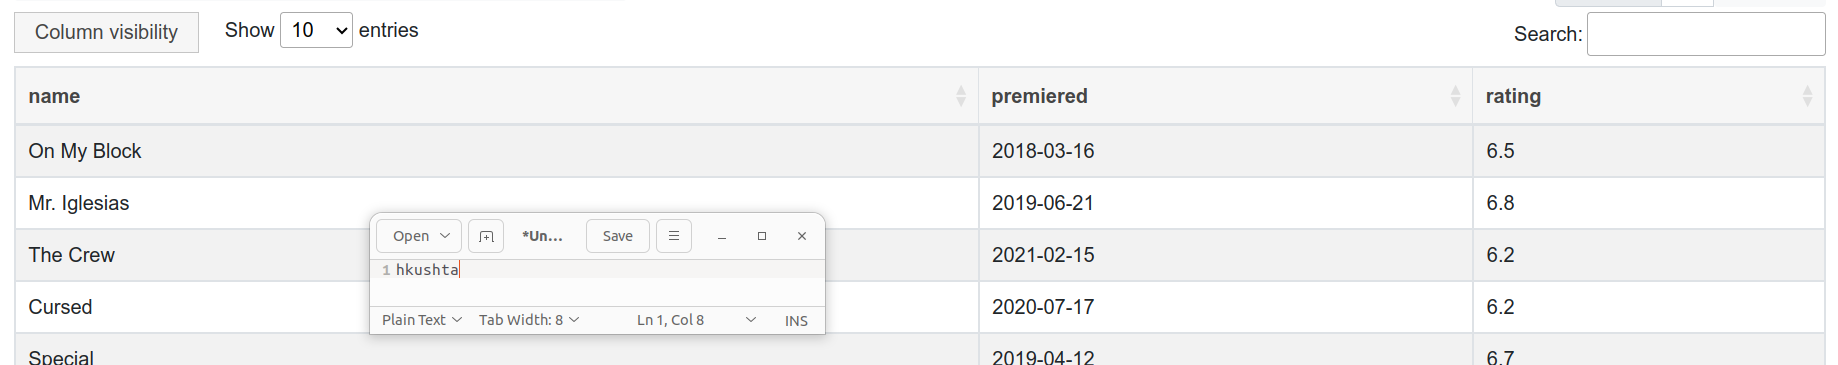 Column visibility Show 10 entries
Search:
name premiered rating
On My Block 2018-03-16 6.5
Mr. Iglesias 2019-06-21 6.8
The Crew 2021-02-15 6.2
Cursed 2020-07-17 6.2
Special 2019-04-12 6.7
Open *Un... Save
1 hkushta
Plain Text Tab Width: 8 Ln 1, Col 8 INS